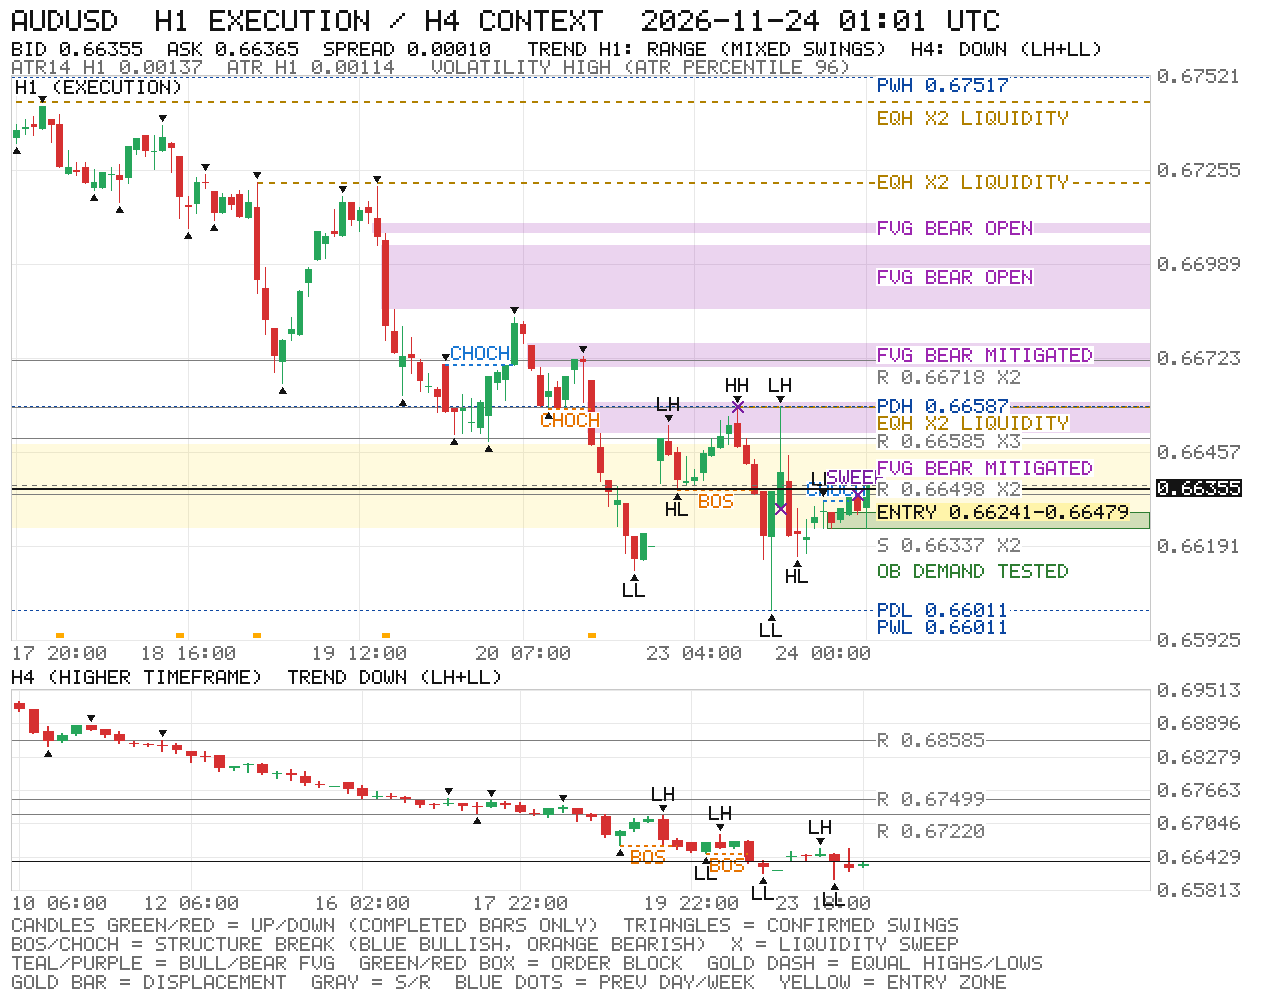 AUDUSD  H1 EXECUTION / H4 CONTEXT  2026-11-24 01:01 UTC
BID 0.66355  ASK 0.66365  SPREAD 0.00010  TREND H1: RANGE (MIXED SWINGS)  H4: DOWN (LH+LL)
ATR14 H1 0.00137  ATR H1 0.00114  VOLATILITY HIGH (ATR PERCENTILE 96)
H1 (EXECUTION)
PWH 0.67517
0.67521
EQH X2 LIQUIDITY
0.67255
EQH X2 LIQUIDITY
FVG BEAR OPEN
0.66989
FVG BEAR OPEN
CHOCH
FVG BEAR MITIGATED
0.66723
R 0.66718 X2
HH
LH
LH
PDH 0.66587
CHOCH
EQH X2 LIQUIDITY
R 0.66585 X3
0.66457
FVG BEAR MITIGATED
SWEEP
R 0.66498 X2
0.66355
BOS
HL
ENTRY 0.66241-0.66479
S 0.66337 X2
0.66191
OB DEMAND TESTED
HL
LL
PDL 0.66011
PWL 0.66011
LL
0.65925
17 20:00  18 16:00  19 12:00  20 07:00  23 04:00  24 00:00
H4 (HIGHER TIMEFRAME)  TREND DOWN (LH+LL)
0.69513
0.68896
R 0.68585
0.68279
0.67663
R 0.67499
LH
LH
LH
0.67046
R 0.67220
BOS
BOS
0.66429
LL
LL
LL
0.65813
10 06:00  12 06:00  16 02:00  17 22:00  19 22:00  23
CANDLES GREEN/RED = UP/DOWN (COMPLETED BARS ONLY)  TRIANGLES = CONFIRMED SWINGS
BOS/CHOCH = STRUCTURE BREAK (BLUE BULLISH, ORANGE BEARISH)  X = LIQUIDITY SWEEP
TEAL/PURPLE = BULL/BEAR FVG  GREEN/RED BOX = ORDER BLOCK  GOLD DASH = EQUAL HIGHS/LOWS
GOLD BAR = DISPLACEMENT  GRAY = S/R  BLUE DOTS = PREV DAY/WEEK  YELLOW = ENTRY ZONE